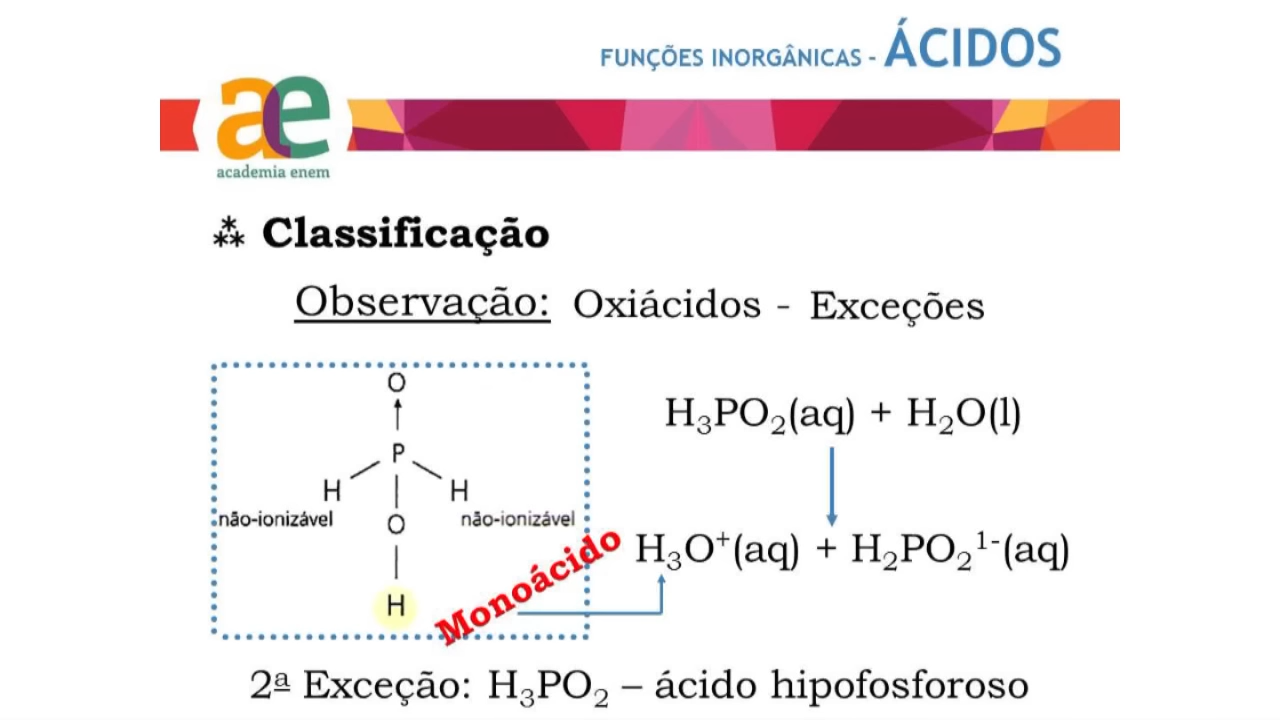 FUNÇÕES INORGÂNICAS - ÁCIDOS
ae
academia enem
⁂ Classificação
Observação: Oxiácidos - Exceções
O
P
H H
não-ionizável não-ionizável
O
H
Monoácido
H₃PO₂(aq) + H₂O(l)
H₃O⁺(aq) + H₂PO₂¹⁻(aq)
2ª Exceção: H₃PO₂ – ácido hipofosforoso